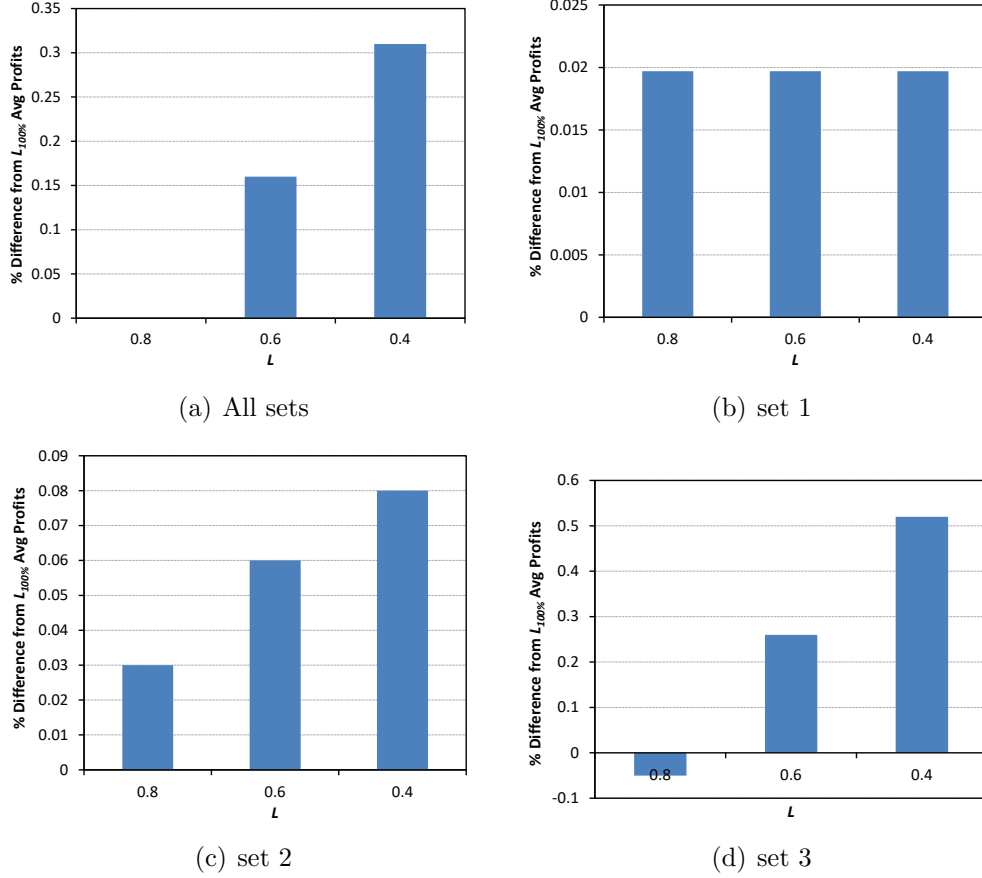 % Difference from L100% Avg Profits
0.35
0.3
0.25
0.2
0.15
0.1
0.05
0
0.8 0.6 0.4
L
(a) All sets
% Difference from L100% Avg Profits
0.025
0.02
0.015
0.01
0.005
0
0.8 0.6 0.4
L
(b) set 1
% Difference from L100% Avg Profits
0.09
0.08
0.07
0.06
0.05
0.04
0.03
0.02
0.01
0
0.8 0.6 0.4
L
(c) set 2
% Difference from L100% Avg Profits
0.6
0.5
0.4
0.3
0.2
0.1
0
-0.1
0.8 0.6 0.4
L
(d) set 3